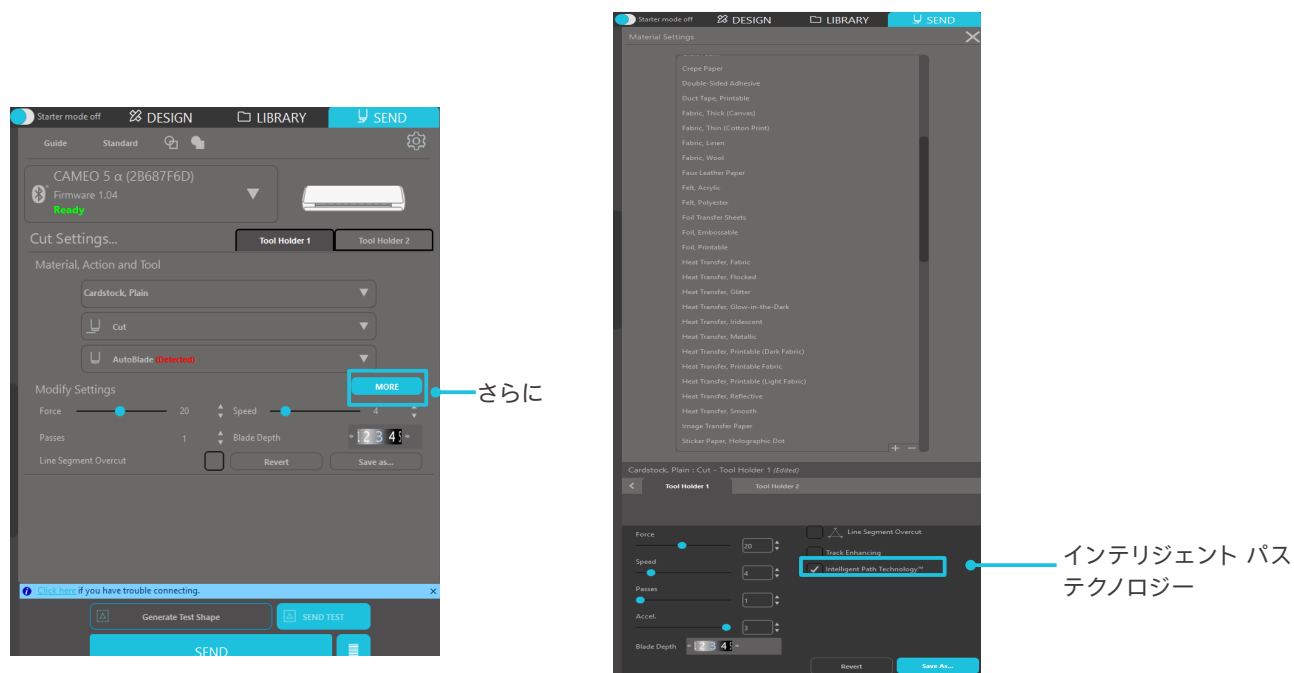 Starter mode off
DESIGN
LIBRARY
SEND
Guide
Standard
CAMEO 5 α (2B687F6D)
Firmware 1.04
Ready
Cut Settings...
Tool Holder 1
Tool Holder 2
Material, Action and Tool
Cardstock, Plain
Cut
AutoBlade (Detected)
Modify Settings
MORE
Force
20
Speed
4
Passes
1
Blade Depth
2 3 4
Line Segment Overcut
Revert
Save as...
Click here if you have trouble connecting.
Generate Test Shape
SEND TEST
SEND
さらに
Starter mode off
DESIGN
LIBRARY
SEND
Material Settings
Crepe Paper
Double-Sided Adhesive
Duct Tape, Printable
Fabric, Thick (Canvas)
Fabric, Thin (Cotton Print)
Fabric, Linen
Fabric, Wool
Faux Leather Paper
Felt, Acrylic
Felt, Polyester
Foil Transfer Sheets
Foil, Embossable
Foil, Printable
Heat Transfer, Fabric
Heat Transfer, Flocked
Heat Transfer, Glitter
Heat Transfer, Glow-in-the-Dark
Heat Transfer, Iridescent
Heat Transfer, Metallic
Heat Transfer, Printable (Dark Fabric)
Heat Transfer, Printable Fabric
Heat Transfer, Printable (Light Fabric)
Heat Transfer, Reflective
Heat Transfer, Smooth
Image Transfer Paper
Sticker Paper, Holographic Dot
Cardstock, Plain : Cut - Tool Holder 1 (Edited)
Tool Holder 1
Tool Holder 2
Force
20
Speed
4
Passes
1
Accel.
3
Blade Depth
2 3 4
Line Segment Overcut
Track Enhancing
Intelligent Path Technology™
Revert
Save As...
インテリジェント パス
テクノロジー